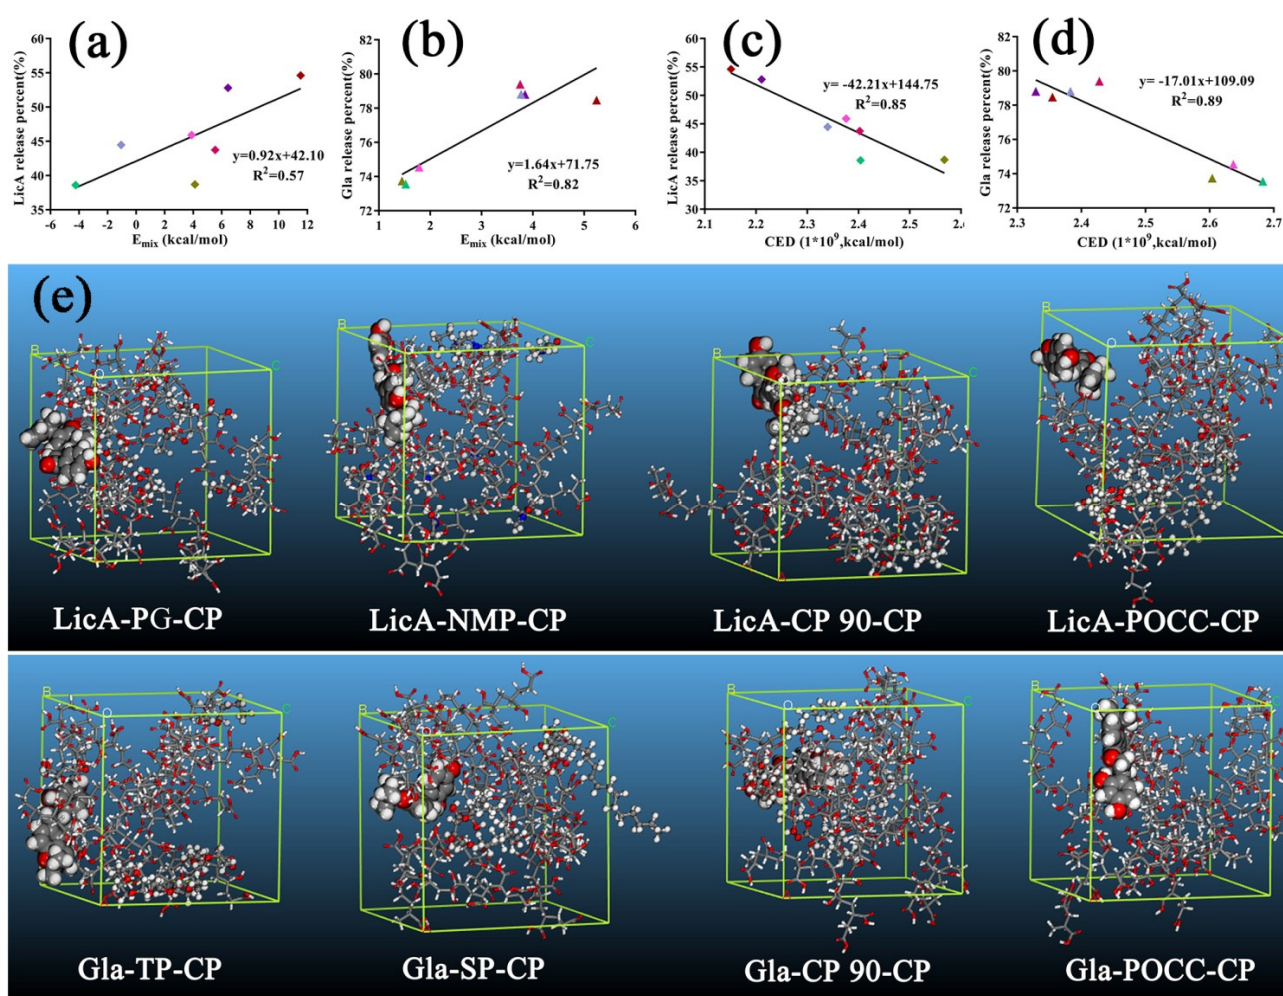 (a)
LicA release percent(%)
60
55
50
45
40
35
y=0.92x+42.10
R²=0.57
-6 -4 -2 0 2 4 6 8 10 12
Emix (kcal/mol)
(b)
Gla release percent(%)
82
80
78
76
74
72
y=1.64x+71.75
R²=0.82
1 2 3 4 5 6
Emix (kcal/mol)
(c)
LicA release percent(%)
60
55
50
45
40
35
30
y= -42.21x+144.75
R²=0.85
2.1 2.2 2.3 2.4 2.5
CED (1*10⁹,kcal/mol)
(d)
Gla release percent(%)
82
80
78
76
74
72
y= -17.01x+109.09
R²=0.89
2.3 2.4 2.5 2.6 2.7
CED (1*10⁹,kcal/mol)
(e)
B O C
B O C
B O C
B O C
LicA-PG-CP
LicA-NMP-CP
LicA-CP 90-CP
LicA-POCC-CP
B O C
B O C
B O C
B O C
Gla-TP-CP
Gla-SP-CP
Gla-CP 90-CP
Gla-POCC-CP